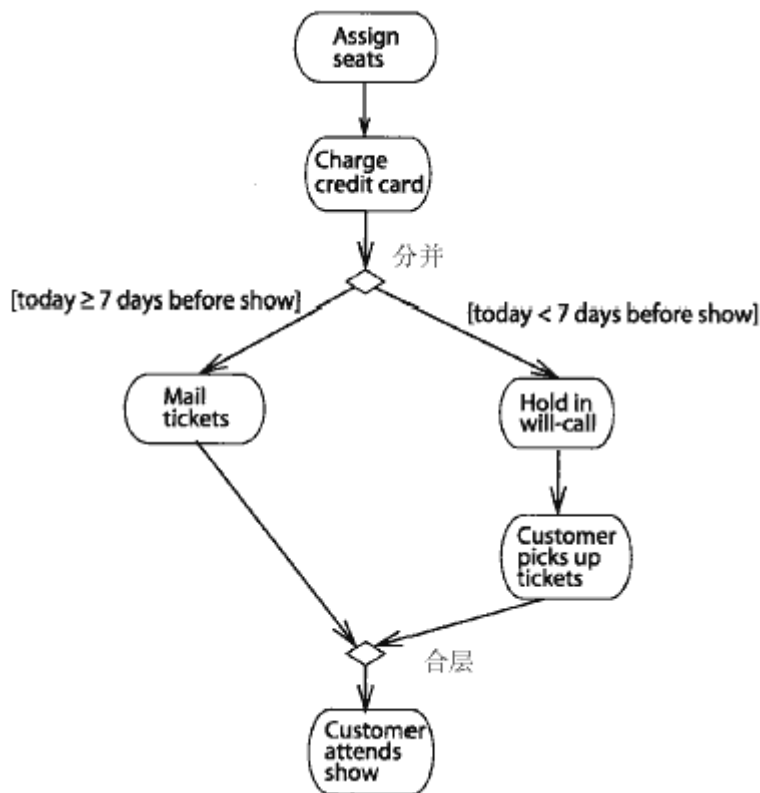 Assign
seats
Charge
credit card
分并
[today ≥ 7 days before show]
[today < 7 days before show]
Mail
tickets
Hold in
will-call
Customer
picks up
tickets
合层
Customer
attends
show